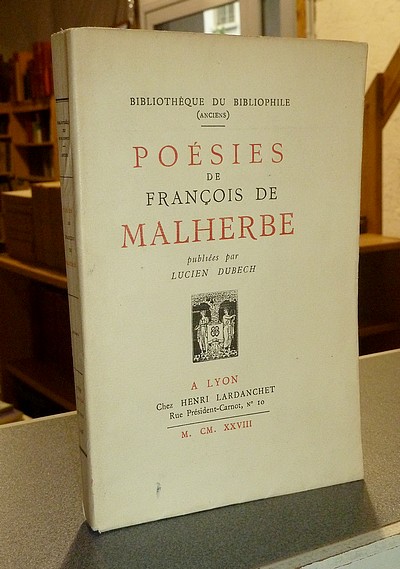 BIBLIOTHÈQUE DU BIBLIOPHILE
(ANCIENS)
POÉSIES
DE
FRANÇOIS DE
MALHERBE
publiées par
LUCIEN DUBECH
A LYON
Chez HENRI LARDANCHET
Rue Président-Carnot, Nº 10
M. CM. XXVIII